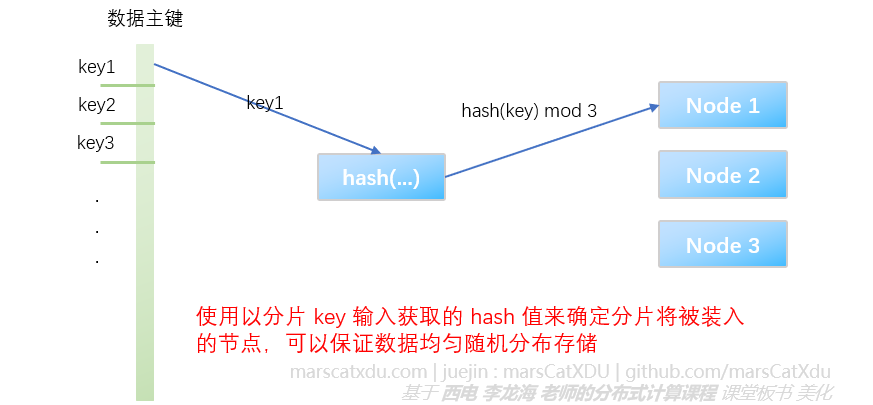 数据主键
key1
key2
key3
.
.
.
key1
hash(...)
hash(key) mod 3
Node 1
Node 2
Node 3
使用以分片 key 输入获取的 hash 值来确定分片将被装入
的节点，可以保证数据均匀随机分布存储
marscatxdu.com | juejin : marsCatXDU | github.com/marsCatXdu
基于 西电 李龙海 老师的分布式计算课程 课堂板书 美化